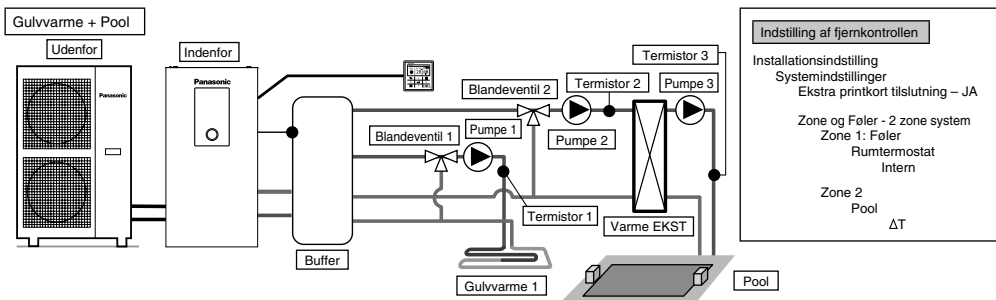 Gulvvarme + Pool
Udenfor
Indenfor
Panasonic
Panasonic
Blandeventil 2
Termistor 2
Termistor 3
Pumpe 3
Blandeventil 1
Pumpe 1
Pumpe 2
Termistor 1
Varme EKST
Buffer
Gulvvarme 1
Pool
Indstilling af fjernkontrollen
Installationsindstilling
Systemindstillinger
Ekstra printkort tilslutning – JA
Zone og Føler - 2 zone system
Zone 1: Føler
Rumtermostat
Intern
Zone 2
Pool
ΔT